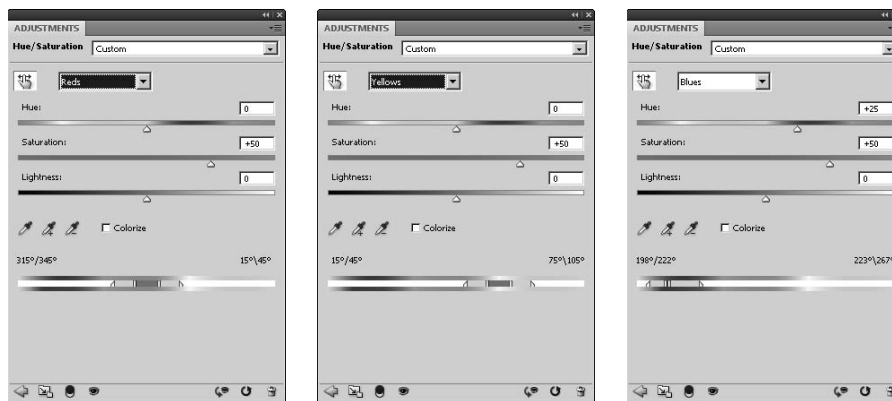 ADJUSTMENTS
Hue/Saturation Custom
Reds
Hue: 0
Saturation: +50
Lightness: 0
Colorize
315°/345° 15°\45°
ADJUSTMENTS
Hue/Saturation Custom
Yellows
Hue: 0
Saturation: +50
Lightness: 0
Colorize
15°/45° 75°\105°
ADJUSTMENTS
Hue/Saturation Custom
Blues
Hue: +25
Saturation: +50
Lightness: 0
Colorize
198°/222° 223°\267°